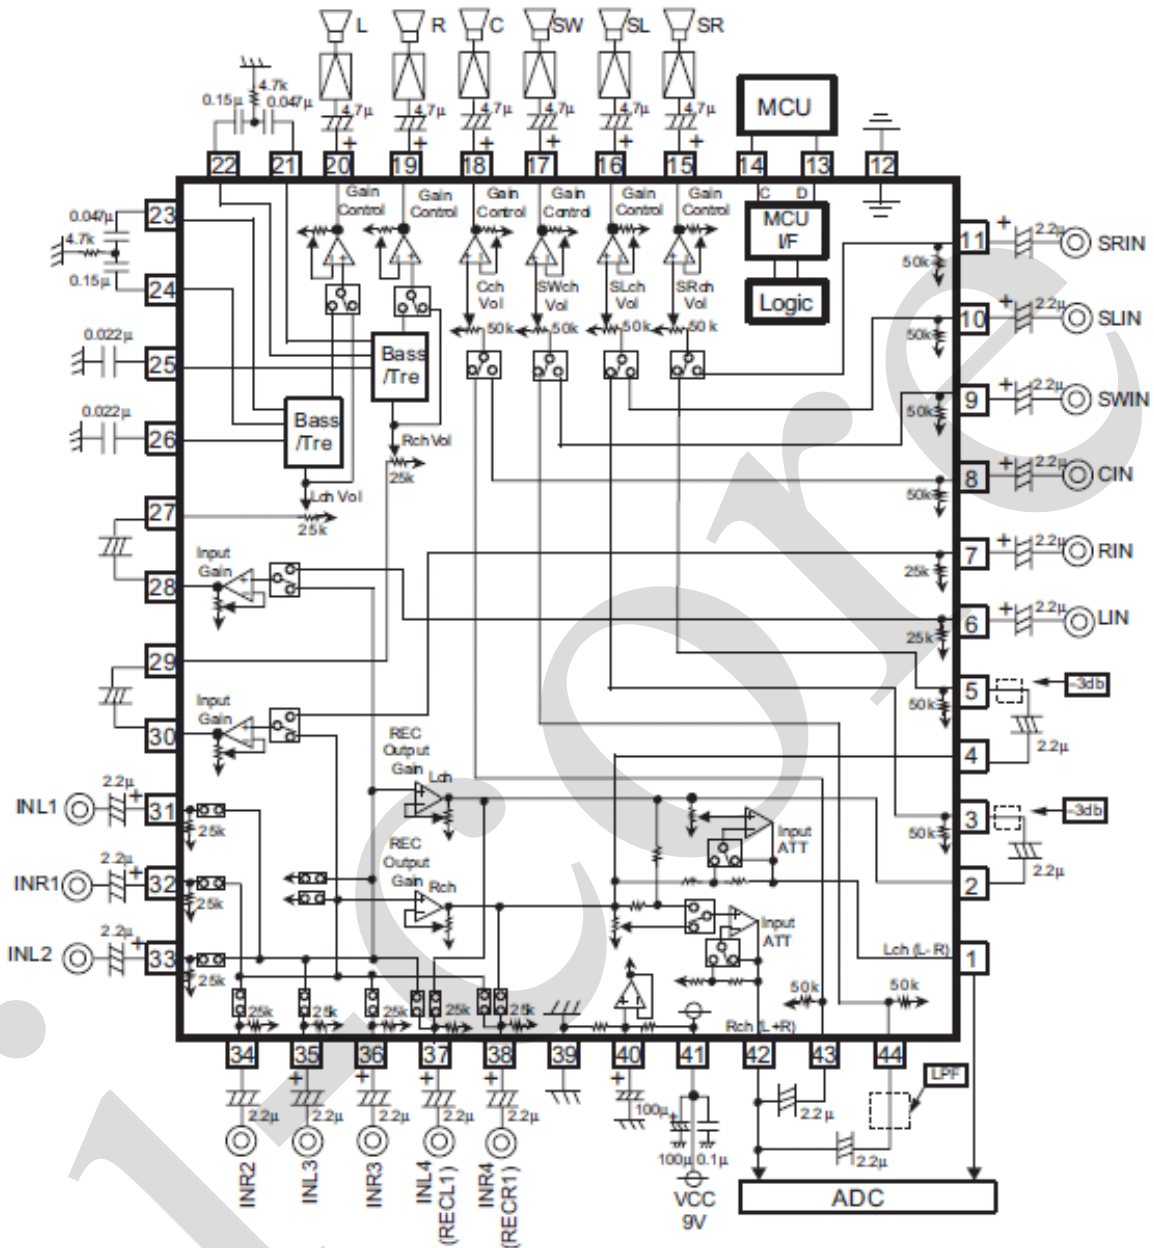 L R C SW SL SR
4.7k
0.15µ 0.047µ
4.7µ 4.7µ 4.7µ 4.7µ 4.7µ 4.7µ
MCU
22 21 20 19 18 17 16 15 14 13 12
Gain Control
Gain Control
Gain Control
Gain Control
Gain Control
Gain Control
C D
MCU I/F
Logic
23
0.047µ
4.7k
0.15µ
24
0.022µ
25
0.022µ
26
27
28
29
30
Cch Vol
SWch Vol
SLch Vol
SRch Vol
50k 50k 50k 50k
Bass /Tre
Bass /Tre
Rch Vol
25k
Lch Vol
25k
Input Gain
Input Gain
11 2.2µ SRIN
50k
10 2.2µ SLIN
50k
9 2.2µ SWIN
50k
8 2.2µ CIN
50k
7 2.2µ RIN
25k
6 2.2µ LIN
25k
5 -3db
50k
2.2µ
4
3 -3db
50k
2.2µ
2
1
REC Output Gain Lch
REC Output Gain Rch
Input ATT
Input ATT
Lch (L-R)
Rch (L+R)
50k 50k
INL1 2.2µ 31
25k
INR1 2.2µ 32
25k
INL2 2.2µ 33
25k
25k 25k 25k 25k 25k
34 35 36 37 38 39 40 41 42 43 44
2.2µ 2.2µ 2.2µ 2.2µ 2.2µ
100µ
100µ 0.1µ
2.2µ
2.2µ
LPF
INR2
INL3
INR3
INL4 (RECL1)
INR4 (RECR1)
VCC
9V
ADC